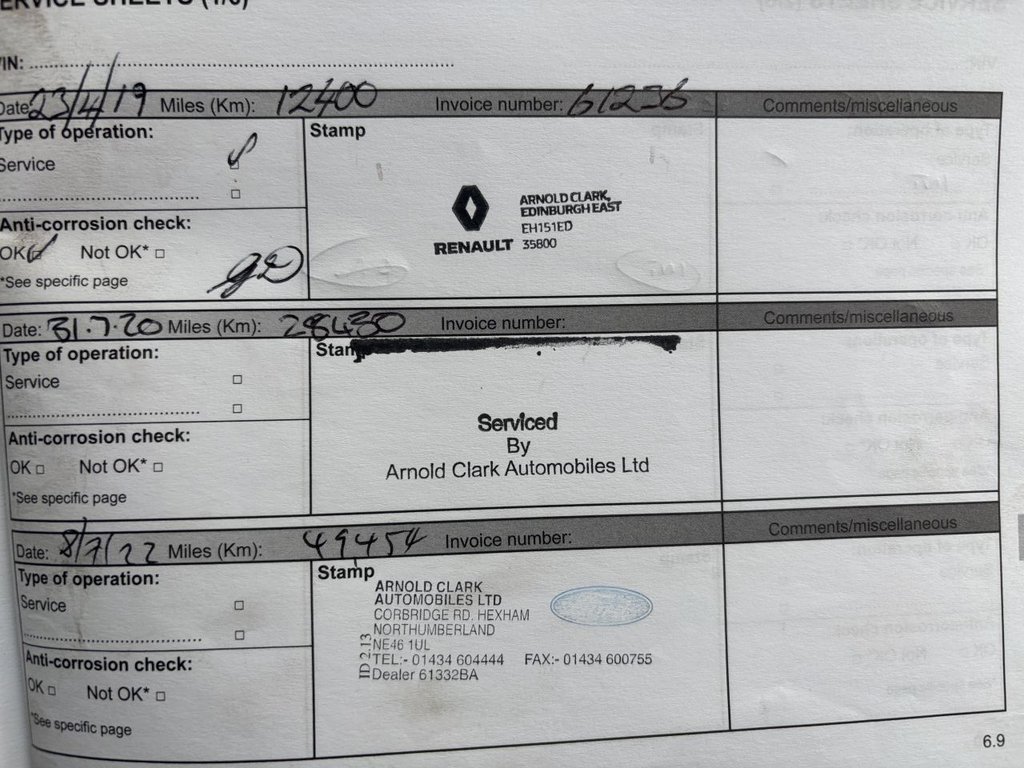 SERVICE SHEETS (1/6)
VIN:
Date: 23/4/19 Miles (Km): 12400 Invoice number: 61236 Comments/miscellaneous
Type of operation:
Stamp
Service
ARNOLD CLARK,
EDINBURGH EAST
EH151ED
RENAULT 35800
Anti-corrosion check:
OK Not OK*
*See specific page
Date: 31.7.20 Miles (Km): 28430 Invoice number: Comments/miscellaneous
Type of operation:
Stamp
Service
Serviced
By
Arnold Clark Automobiles Ltd
Anti-corrosion check:
OK Not OK*
*See specific page
Date: 8/7/22 Miles (Km): 49454 Invoice number: Comments/miscellaneous
Type of operation:
Stamp
Service
ARNOLD CLARK
AUTOMOBILES LTD
CORBRIDGE RD. HEXHAM
NORTHUMBERLAND
NE46 1UL
TEL:- 01434 604444 FAX:- 01434 600755
Dealer 61332BA
TD 2 13
Anti-corrosion check:
OK Not OK*
*See specific page
6.9